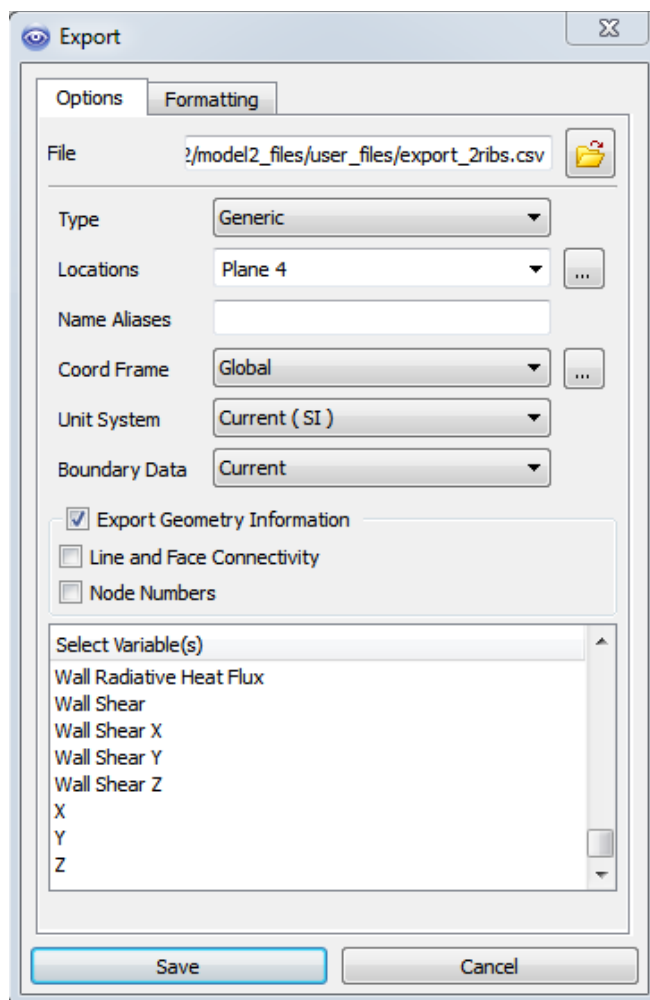 Export
Options Formatting
File 2/model2_files/user_files/export_2ribs.csv
Type Generic
Locations Plane 4 ...
Name Aliases
Coord Frame Global ...
Unit System Current ( SI )
Boundary Data Current
Export Geometry Information
Line and Face Connectivity
Node Numbers
Select Variable(s)
Wall Radiative Heat Flux
Wall Shear
Wall Shear X
Wall Shear Y
Wall Shear Z
X
Y
Z
Save Cancel